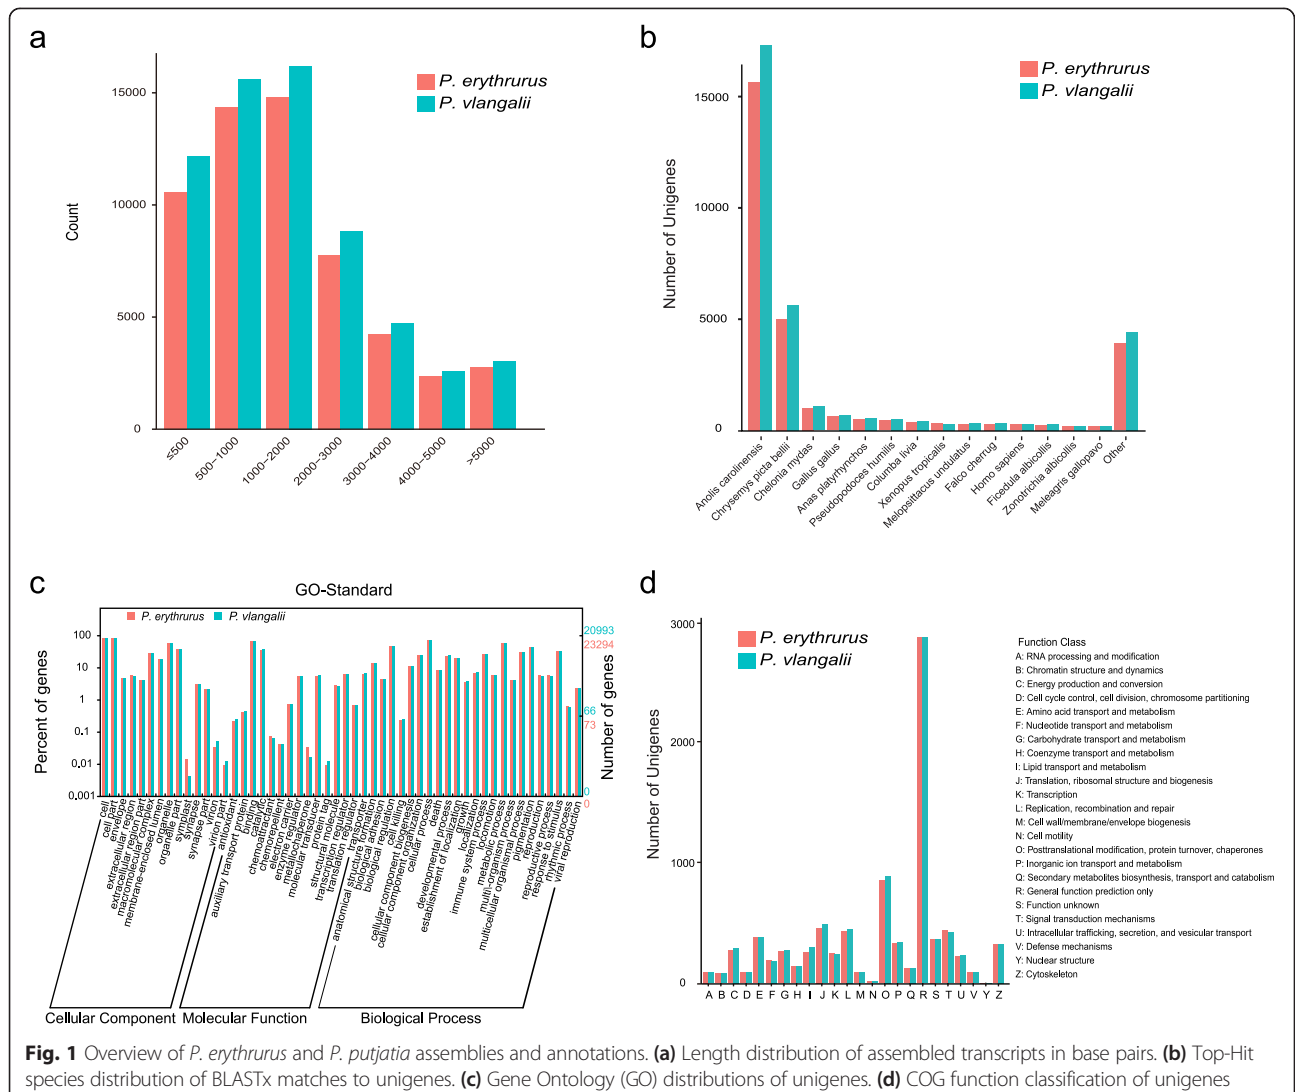 a
P. erythrurus
P. vlangalii
Count
15000
10000
5000
0
≤500
500−1000
1000−2000
2000−3000
3000−4000
4000−5000
>5000
b
P. erythrurus
P. vlangalii
Number of Unigenes
15000
10000
5000
0
Anolis carolinensis
Chrysemys picta bellii
Chelonia mydas
Gallus gallus
Anas platyrhynchos
Pseudopodoces humilis
Columba livia
Xenopus tropicalis
Melopsittacus undulatus
Falco cherrug
Homo sapiens
Ficedula albicollis
Zonotrichia albicollis
Meleagris gallopavo
Other
c
GO-Standard
P. erythrurus P. vlangalii
Percent of genes
100
10
1
0,1
0,01
0,001
Number of genes
20993
23294
66
73
0
0
cell
cell part
envelope
extracellular region
extracellular region part
macromolecular complex
membrane-enclosed lumen
organelle
organelle part
symplast
synapse
synapse part
virion
virion part
antioxidant
auxiliary transport protein
binding
catalytic
chemoattractant
chemorepellent
electron carrier
enzyme regulator
metallochaperone
molecular transducer
protein tag
structural molecule
transcription regulator
translation regulator
transporter
anatomical structure formation
biological adhesion
biological regulation
cell killing
cellular component biogenesis
cellular component organization
cellular process
death
developmental process
establishment of localization
growth
immune system process
localization
locomotion
metabolic process
multi-organism process
multicellular organismal process
pigmentation
reproduction
reproductive process
response to stimulus
rhythmic process
viral reproduction
Cellular Component
Molecular Function
Biological Process
d
P. erythrurus
P. vlangalii
Number of Unigenes
3000
2000
1000
0
A B C D E F G H I J K L M N O P Q R S T U V Y Z
Function Class
A: RNA processing and modification
B: Chromatin structure and dynamics
C: Energy production and conversion
D: Cell cycle control, cell division, chromosome partitioning
E: Amino acid transport and metabolism
F: Nucleotide transport and metabolism
G: Carbohydrate transport and metabolism
H: Coenzyme transport and metabolism
I: Lipid transport and metabolism
J: Translation, ribosomal structure and biogenesis
K: Transcription
L: Replication, recombination and repair
M: Cell wall/membrane/envelope biogenesis
N: Cell motility
O: Posttranslational modification, protein turnover, chaperones
P: Inorganic ion transport and metabolism
Q: Secondary metabolites biosynthesis, transport and catabolism
R: General function prediction only
S: Function unknown
T: Signal transduction mechanisms
U: Intracellular trafficking, secretion, and vesicular transport
V: Defense mechanisms
Y: Nuclear structure
Z: Cytoskeleton
Fig. 1 Overview of P. erythrurus and P. putjatia assemblies and annotations. (a) Length distribution of assembled transcripts in base pairs. (b) Top-Hit
species distribution of BLASTx matches to unigenes. (c) Gene Ontology (GO) distributions of unigenes. (d) COG function classification of unigenes